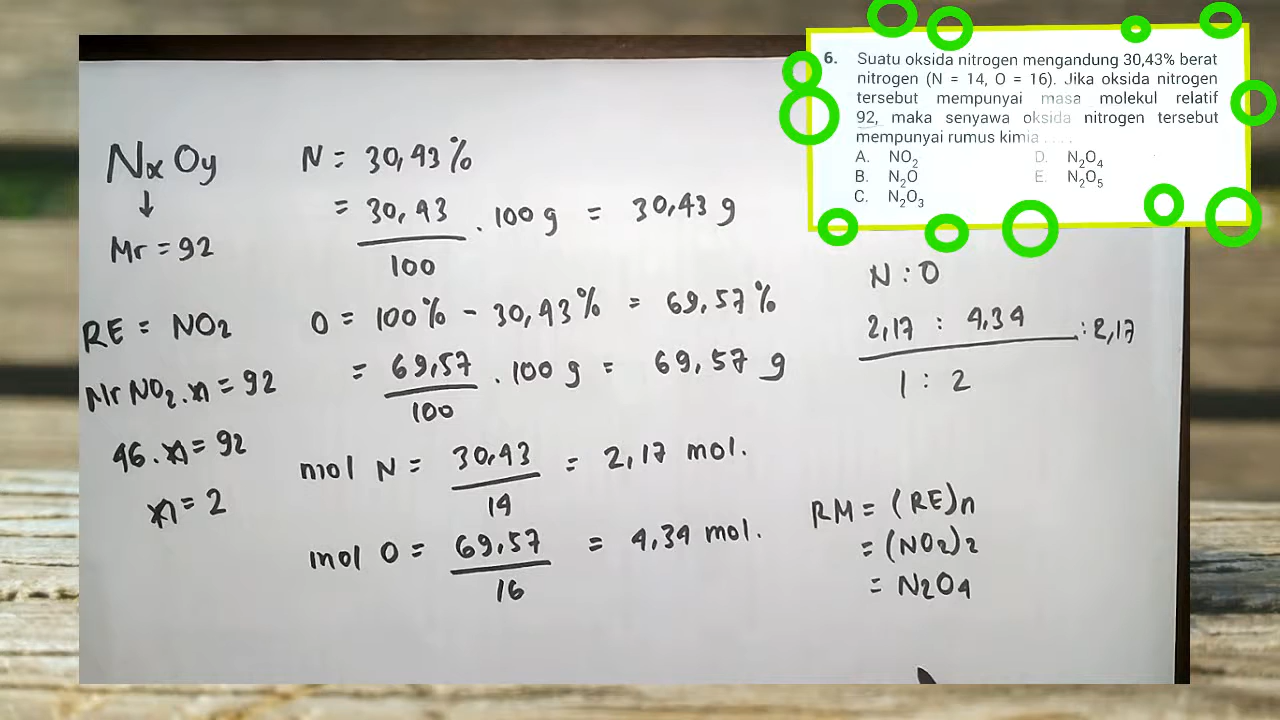 6. Suatu oksida nitrogen mengandung 30,43% berat
nitrogen (N = 14, O = 16). Jika oksida nitrogen
tersebut mempunyai masa molekul relatif
92, maka senyawa oksida nitrogen tersebut
mempunyai rumus kimia ....
A. NO₂
B. N₂O
C. N₂O₃
D. N₂O₄
E. N₂O₅
NxOy
↓
Mr = 92
RE = NO₂
Mr NO₂ . n = 92
46 . n = 92
n = 2
N = 30,43%
= 30,43 / 100 . 100 g = 30,43 g
O = 100% - 30,43% = 69,57%
= 69,57 / 100 . 100 g = 69,57 g
mol N = 30,43 / 14 = 2,17 mol.
mol O = 69,57 / 16 = 4,34 mol.
N : O
2,17 : 4,34 : 2,17
1 : 2
RM = (RE)n
= (NO₂)₂
= N₂O₄